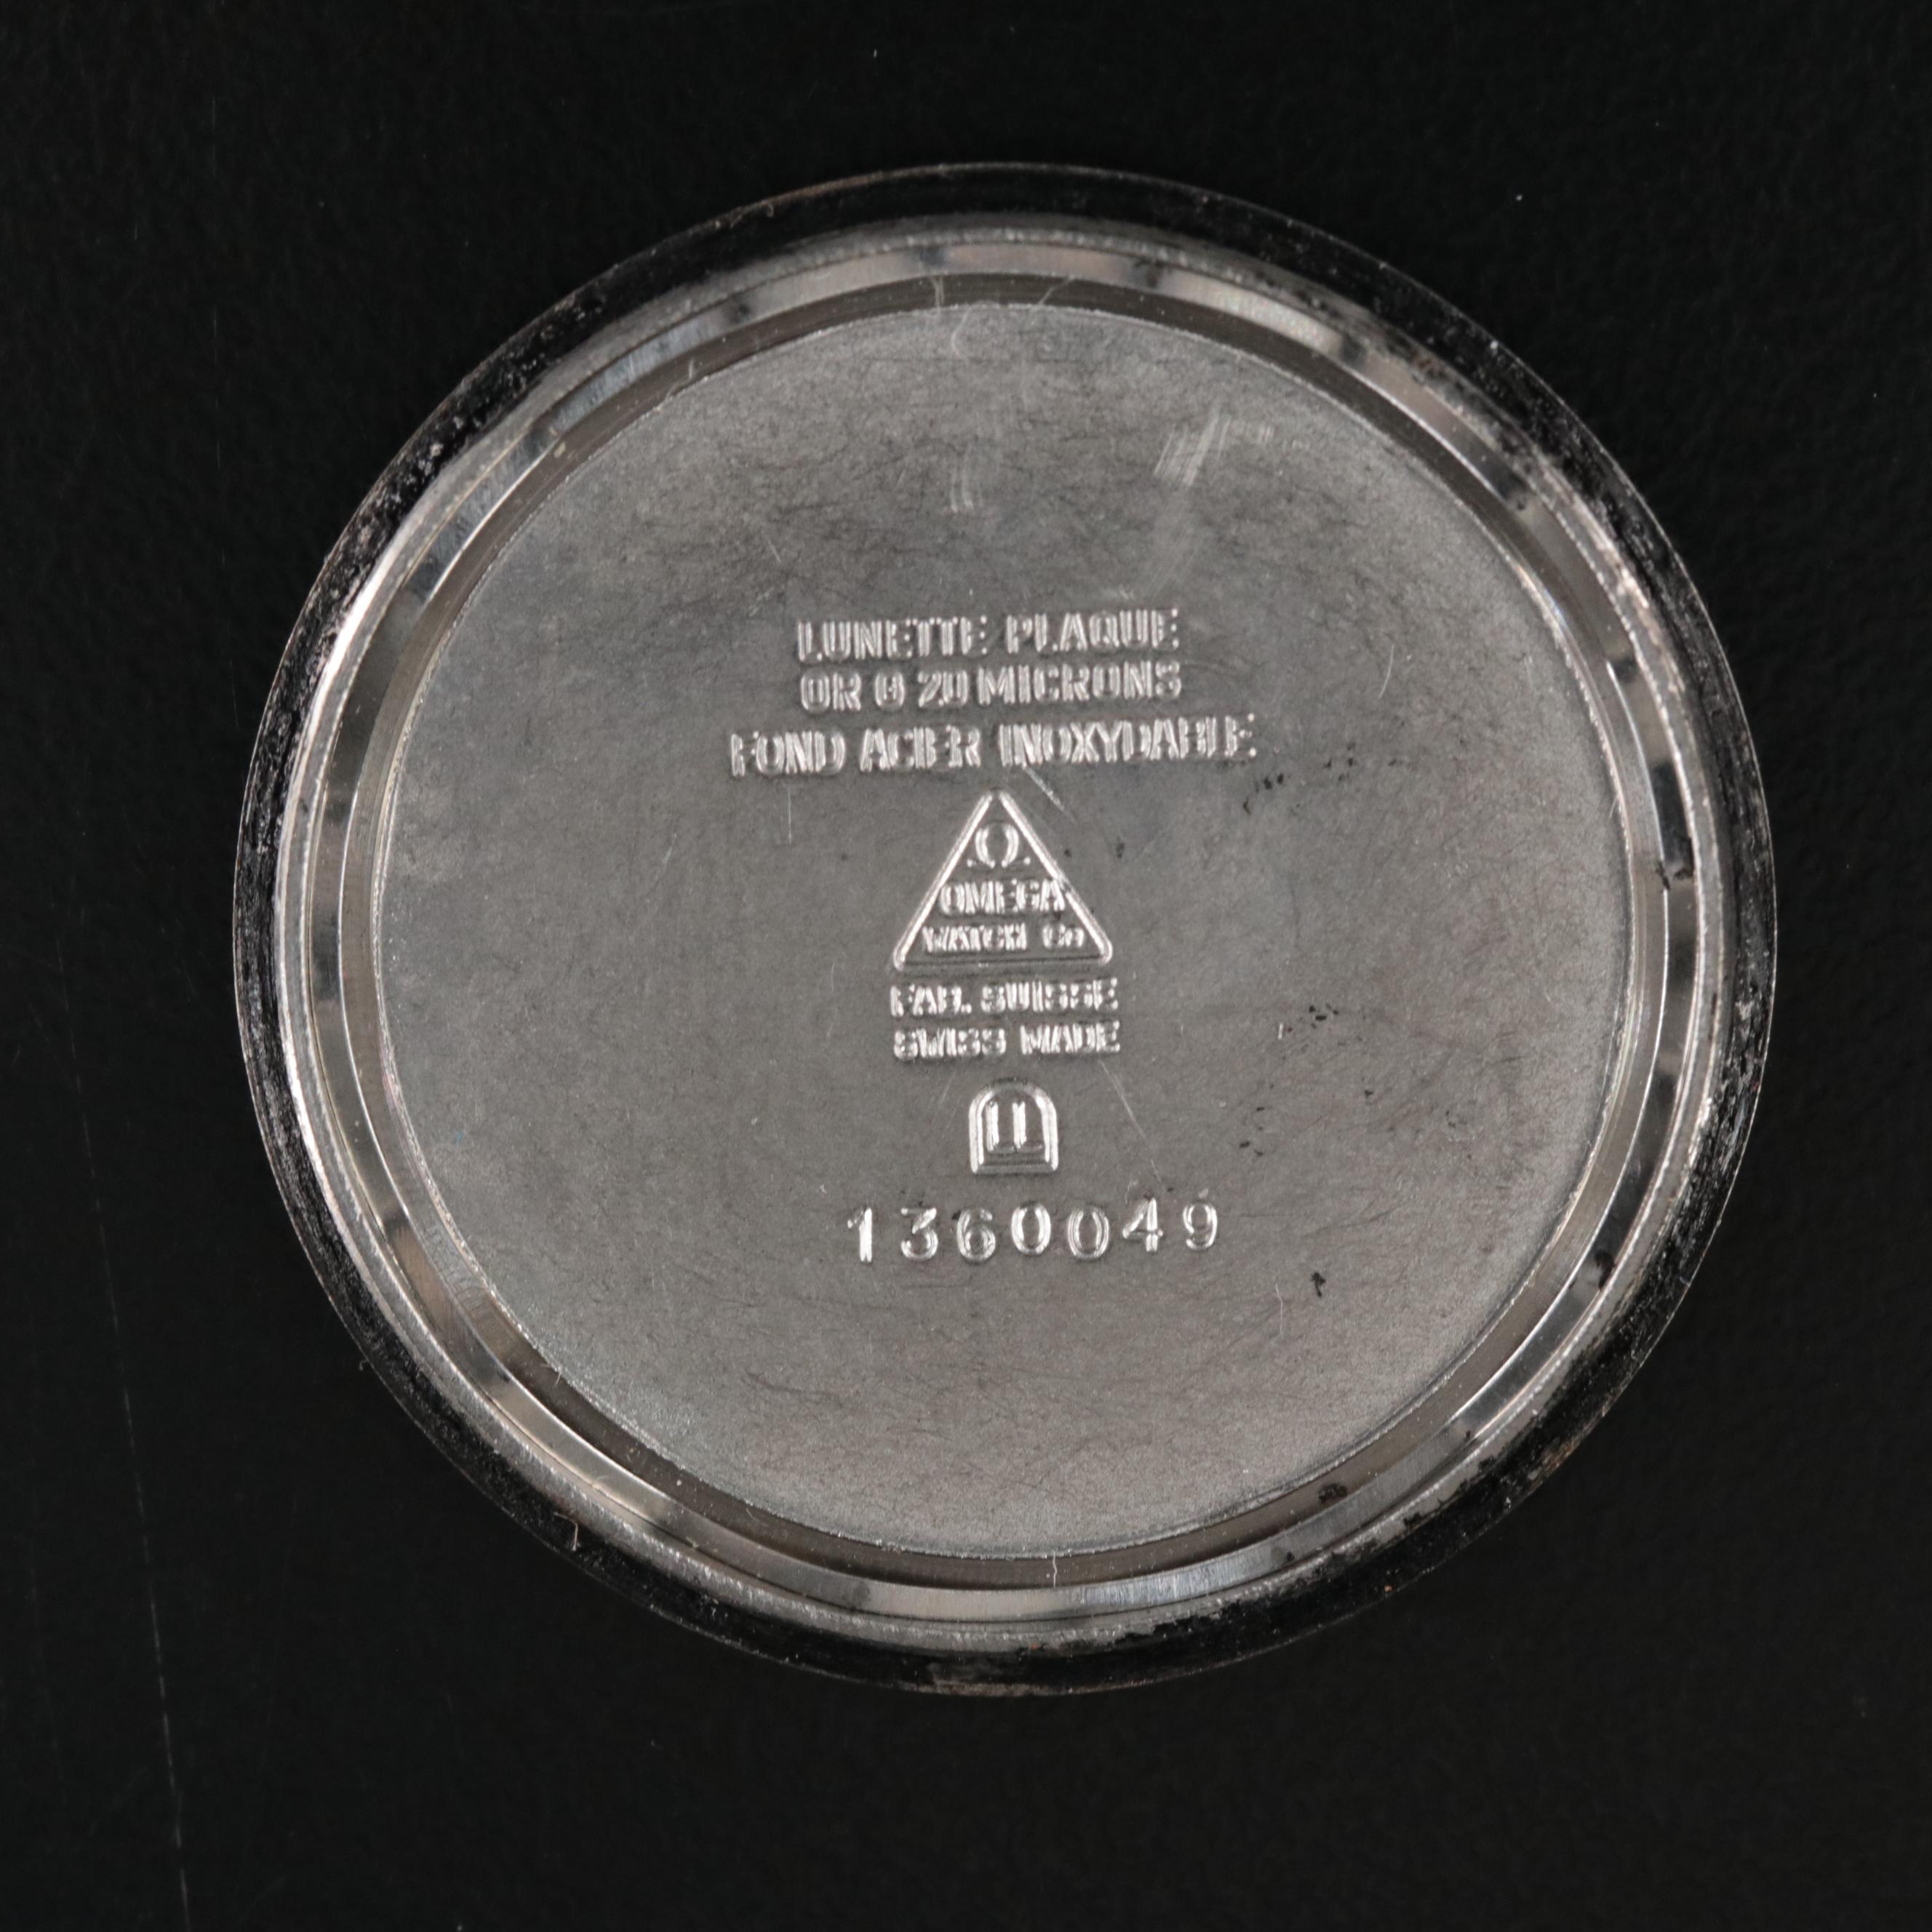 LUNETTE PLAQUE
OR G 20 MICRONS
FOND ACIER INOXYDABLE
Ω
OMEGA
WATCH Co
FAB. SUISSE
SWISS MADE
1360049